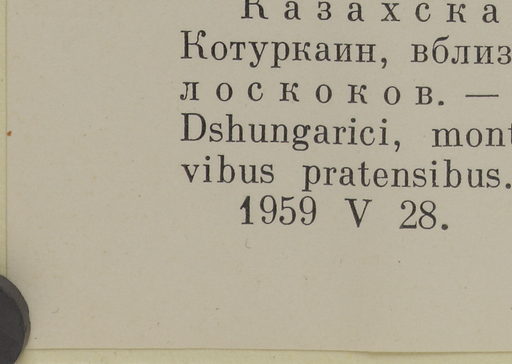 Казахска
Котуркаин, вблиз
лоскоков. —
Dshungarici, mont
vibus pratensibus.
1959 V 28.